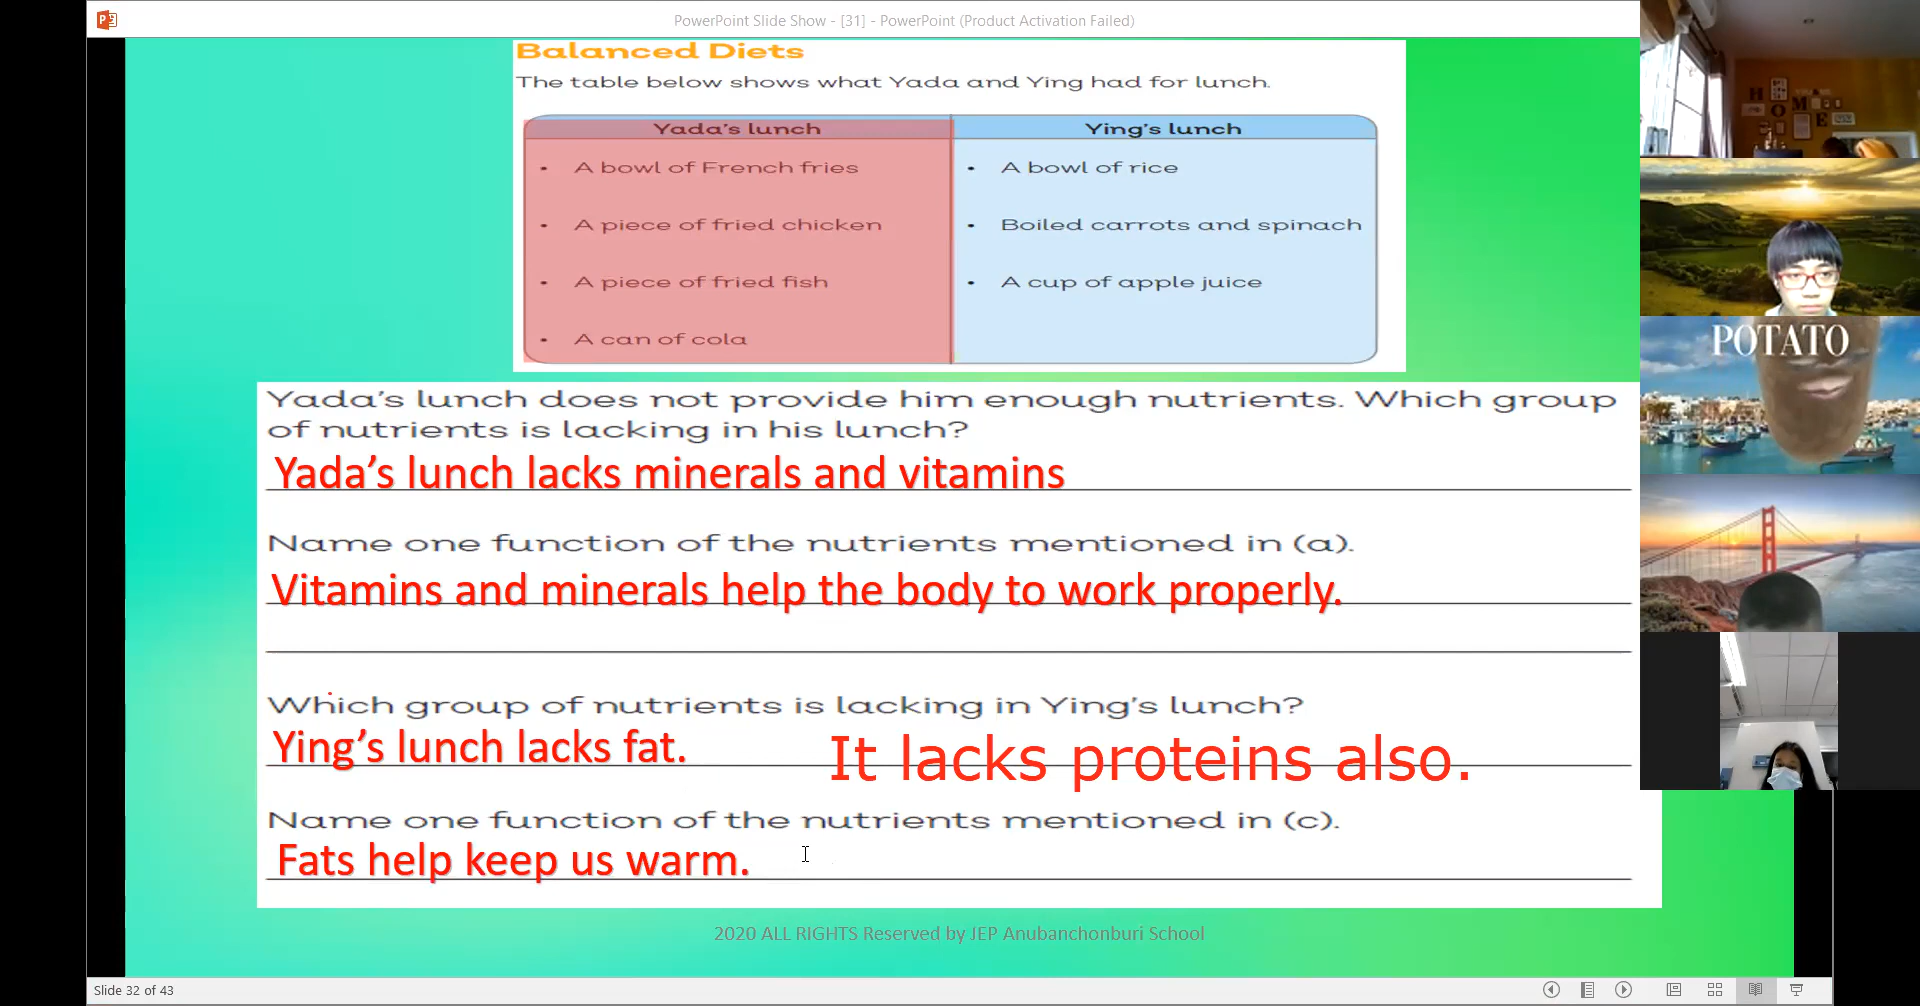 PowerPoint Slide Show - [31] - PowerPoint (Product Activation Failed)
Balanced Diets
The table below shows what Yada and Ying had for lunch.
Yada's lunch
• A bowl of French fries
• A piece of fried chicken
• A piece of fried fish
• A can of cola
Ying's lunch
• A bowl of rice
• Boiled carrots and spinach
• A cup of apple juice
Yada's lunch does not provide him enough nutrients. Which group
of nutrients is lacking in his lunch?
Yada's lunch lacks minerals and vitamins
Name one function of the nutrients mentioned in (a).
Vitamins and minerals help the body to work properly.
Which group of nutrients is lacking in Ying's lunch?
Ying's lunch lacks fat. It lacks proteins also.
Name one function of the nutrients mentioned in (c).
Fats help keep us warm.
2020 ALL RIGHTS Reserved by JEP Anubanchonburi School
Slide 32 of 43
HOME
POTATO